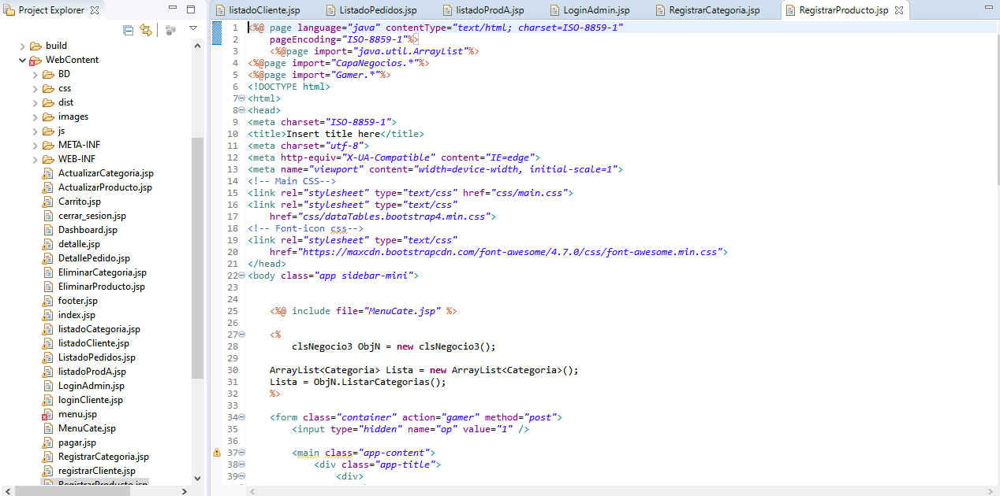 Project Explorer
build
WebContent
BD
css
dist
images
js
META-INF
WEB-INF
ActualizarCategoria.jsp
ActualizarProducto.jsp
Carrito.jsp
cerrar_sesion.jsp
Dashboard.jsp
detalle.jsp
DetallePedido.jsp
EliminarCategoria.jsp
EliminarProducto.jsp
footer.jsp
index.jsp
listadoCategoria.jsp
listadoCliente.jsp
ListadoPedidos.jsp
listadoProdA.jsp
LoginAdmin.jsp
loginCliente.jsp
menu.jsp
MenuCate.jsp
pagar.jsp
RegistrarCategoria.jsp
registrarCliente.jsp
RegistrarProducto.jsp
listadoCliente.jsp ListadoPedidos.jsp listadoProdA.jsp LoginAdmin.jsp RegistrarCategoria.jsp RegistrarProducto.jsp
1 <%@ page language="java" contentType="text/html; charset=ISO-8859-1"
2 pageEncoding="ISO-8859-1"%>
3 <%@page import="java.util.ArrayList"%>
4 <%@page import="CapaNegocios.*"%>
5 <%@page import="Gamer.*"%>
6 <!DOCTYPE html>
7 <html>
8 <head>
9 <meta charset="ISO-8859-1">
10 <title>Insert title here</title>
11 <meta charset="utf-8">
12 <meta http-equiv="X-UA-Compatible" content="IE=edge">
13 <meta name="viewport" content="width=device-width, initial-scale=1">
14 <!-- Main CSS-->
15 <link rel="stylesheet" type="text/css" href="css/main.css">
16 <link rel="stylesheet" type="text/css"
17 href="css/dataTables.bootstrap4.min.css">
18 <!-- Font-icon css-->
19 <link rel="stylesheet" type="text/css"
20 href="https://maxcdn.bootstrapcdn.com/font-awesome/4.7.0/css/font-awesome.min.css">
21 </head>
22 <body class="app sidebar-mini">
23
24
25 <%@ include file="MenuCate.jsp" %>
26
27 <%
28 clsNegocio3 ObjN = new clsNegocio3();
29
30 ArrayList<Categoria> Lista = new ArrayList<Categoria>();
31 Lista = ObjN.ListarCategorias();
32 %>
33
34 <form class="container" action="gamer" method="post">
35 <input type="hidden" name="op" value="1" />
36
37 <main class="app-content">
38 <div class="app-title">
39 <div>